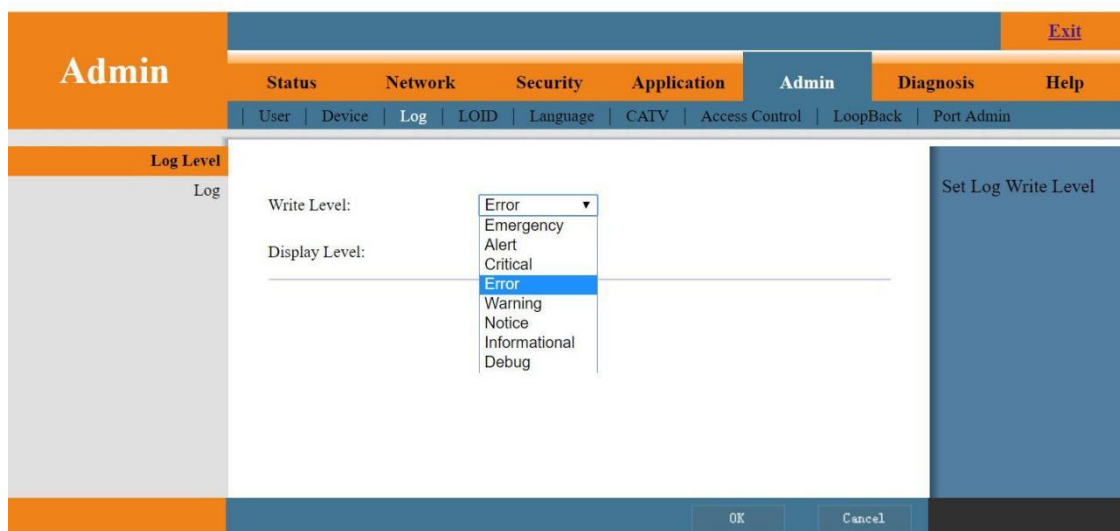 Exit
Admin
Status Network Security Application Admin Diagnosis Help
| User | Device | Log | LOID | Language | CATV | Access Control | LoopBack | Port Admin
Log Level
Log
Set Log Write Level
Write Level: Error ▼
Emergency
Alert
Display Level:
Critical
Error
Warning
Notice
Informational
Debug
OK Cancel